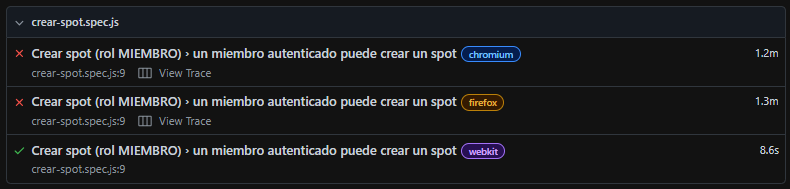 crear-spot.spec.js
Crear spot (rol MIEMBRO) › un miembro autenticado puede crear un spot chromium 1.2m
crear-spot.spec.js:9 View Trace
Crear spot (rol MIEMBRO) › un miembro autenticado puede crear un spot firefox 1.3m
crear-spot.spec.js:9 View Trace
Crear spot (rol MIEMBRO) › un miembro autenticado puede crear un spot webkit 8.6s
crear-spot.spec.js:9